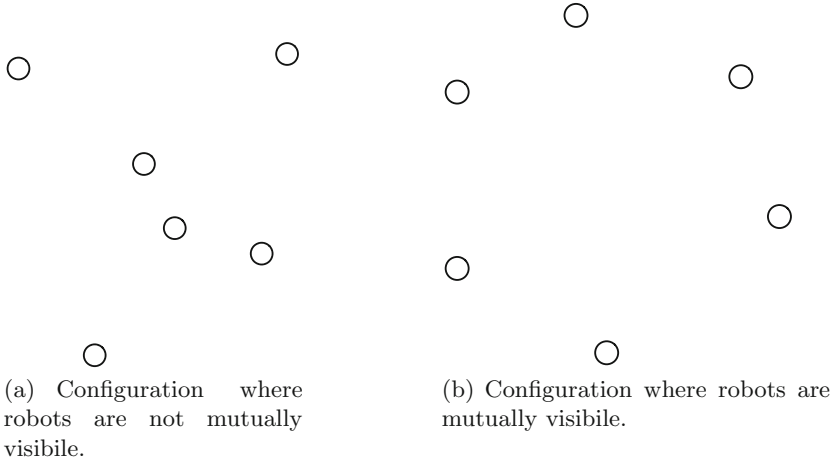 (a) Configuration where
robots are not mutually
visibile.
(b) Configuration where robots are
mutually visibile.